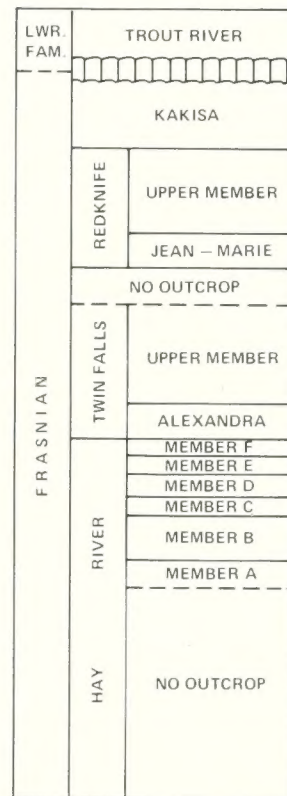 LWR.
FAM.
TROUT RIVER
KAKISA
REDKNIFE
UPPER MEMBER
JEAN – MARIE
NO OUTCROP
TWIN FALLS
UPPER MEMBER
ALEXANDRA
FRASNIAN
HAY RIVER
MEMBER F
MEMBER E
MEMBER D
MEMBER C
MEMBER B
MEMBER A
NO OUTCROP